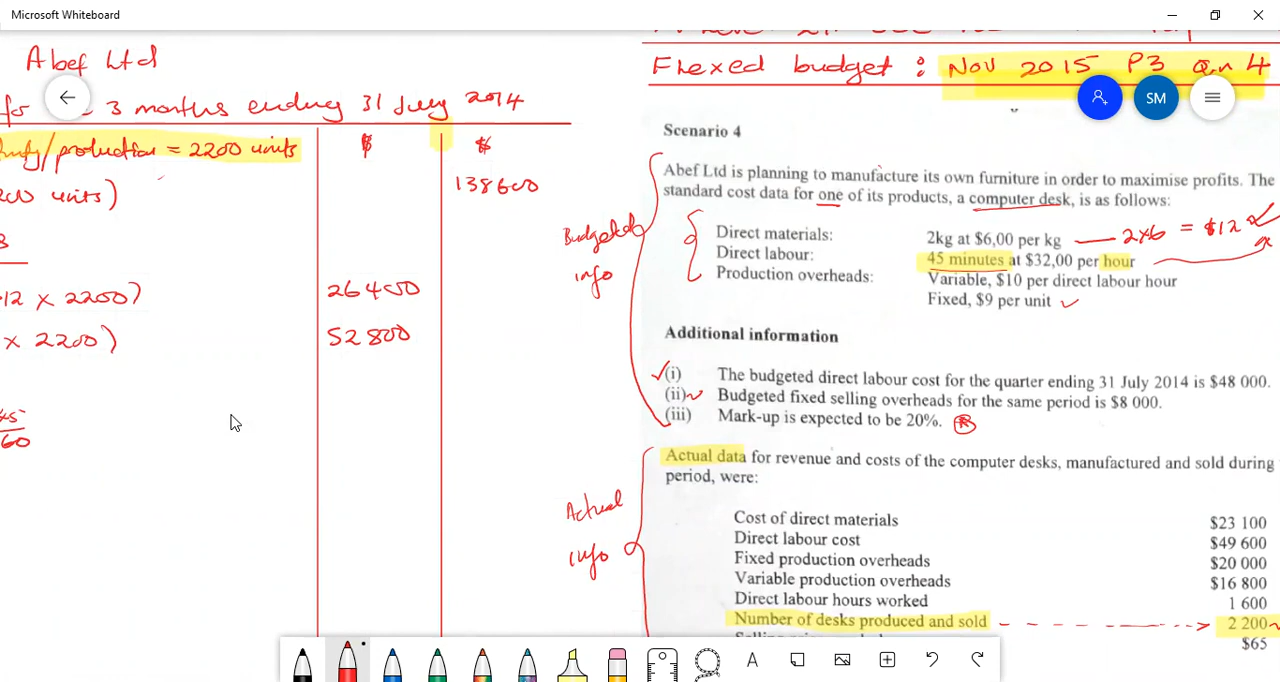 Microsoft Whiteboard
Abef Ltd
for 3 months ending 31 July 2014
/production = 2200 units
$ $
units) 138600
12 x 2200) 26400
x 2200) 52800
60
Flexed budget : Nov 2015 P3 Qn 4
SM
Scenario 4
Abef Ltd is planning to manufacture its own furniture in order to maximise profits. The
standard cost data for one of its products, a computer desk, is as follows:
Budgeted info
Direct materials: 2kg at $6,00 per kg 2x6 = $12
Direct labour: 45 minutes at $32,00 per hour
Production overheads: Variable, $10 per direct labour hour
Fixed, $9 per unit
Additional information
(i) The budgeted direct labour cost for the quarter ending 31 July 2014 is $48 000.
(ii) Budgeted fixed selling overheads for the same period is $8 000.
(iii) Mark-up is expected to be 20%.
Actual data for revenue and costs of the computer desks, manufactured and sold during
period, were:
Actual info
Cost of direct materials $23 100
Direct labour cost $49 600
Fixed production overheads $20 000
Variable production overheads $16 800
Direct labour hours worked 1 600
Number of desks produced and sold 2 200
$65
A